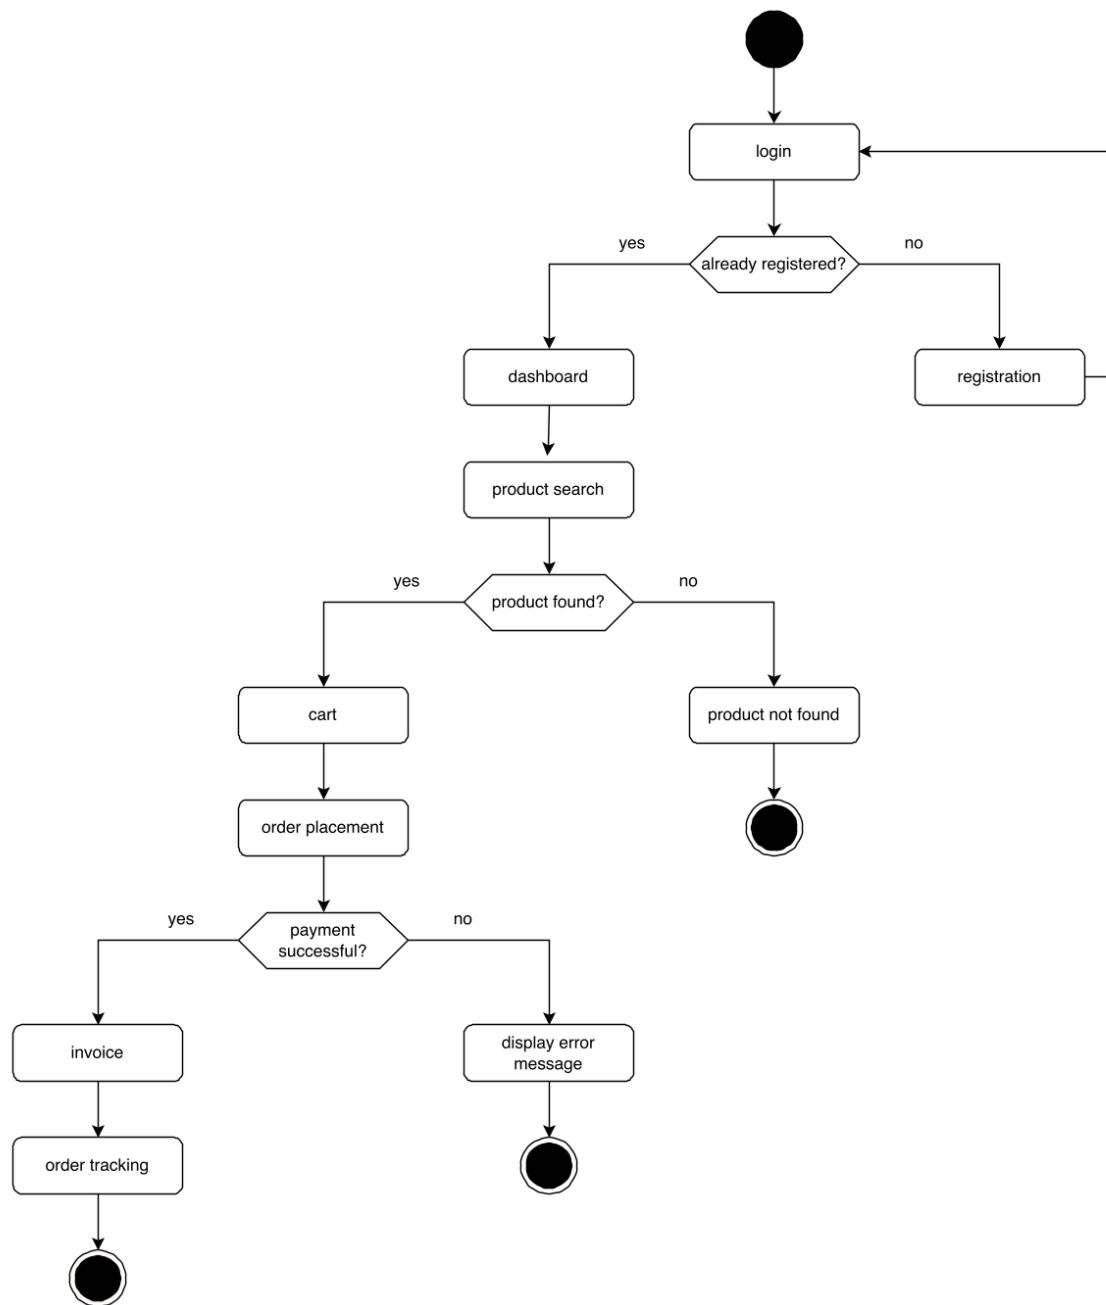 login
yes
no
already registered?
dashboard
registration
product search
yes
no
product found?
cart
product not found
order placement
yes
no
payment
successful?
invoice
display error
message
order tracking